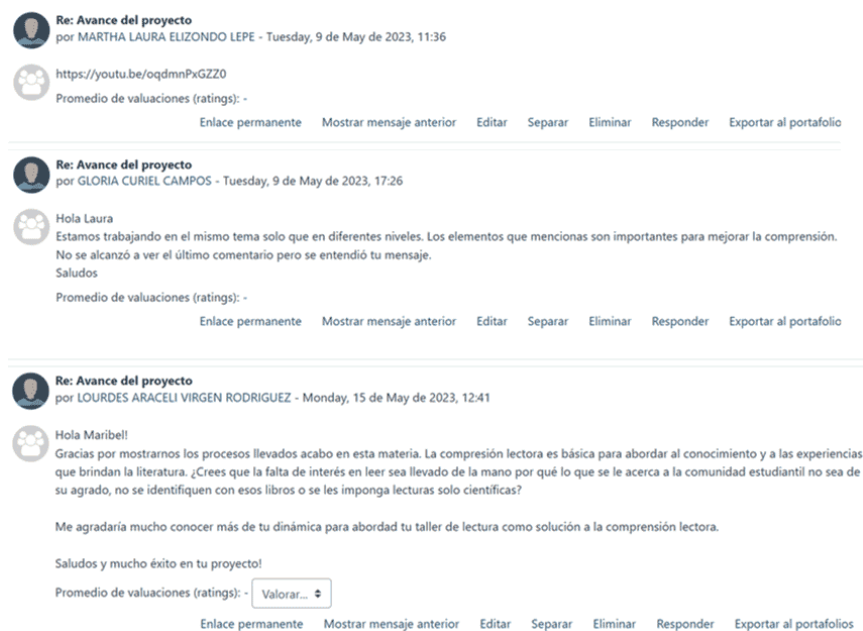 Re: Avance del proyecto
por MARTHA LAURA ELIZONDO LEPE - Tuesday, 9 de May de 2023, 11:36
https://youtu.be/oqdmnPxGZZ0
Promedio de valuaciones (ratings): -
Enlace permanente Mostrar mensaje anterior Editar Separar Eliminar Responder Exportar al portafolio
Re: Avance del proyecto
por GLORIA CURIEL CAMPOS - Tuesday, 9 de May de 2023, 17:26
Hola Laura
Estamos trabajando en el mismo tema solo que en diferentes niveles. Los elementos que mencionas son importantes para mejorar la comprensión.
No se alcanzó a ver el último comentario pero se entendió tu mensaje.
Saludos
Promedio de valuaciones (ratings): -
Enlace permanente Mostrar mensaje anterior Editar Separar Eliminar Responder Exportar al portafolio
Re: Avance del proyecto
por LOURDES ARACELI VIRGEN RODRIGUEZ - Monday, 15 de May de 2023, 12:41
Hola Maribel!
Gracias por mostrarnos los procesos llevados acabo en esta materia. La compresión lectora es básica para abordar al conocimiento y a las experiencias
que brindan la literatura. ¿Crees que la falta de interés en leer sea llevado de la mano por qué lo que se le acerca a la comunidad estudiantil no sea de
su agrado, no se identifiquen con esos libros o se les imponga lecturas solo científicas?
Me agradaría mucho conocer más de tu dinámica para abordad tu taller de lectura como solución a la comprensión lectora.
Saludos y mucho éxito en tu proyecto!
Promedio de valuaciones (ratings): - Valorar...
Enlace permanente Mostrar mensaje anterior Editar Separar Eliminar Responder Exportar al portafolios